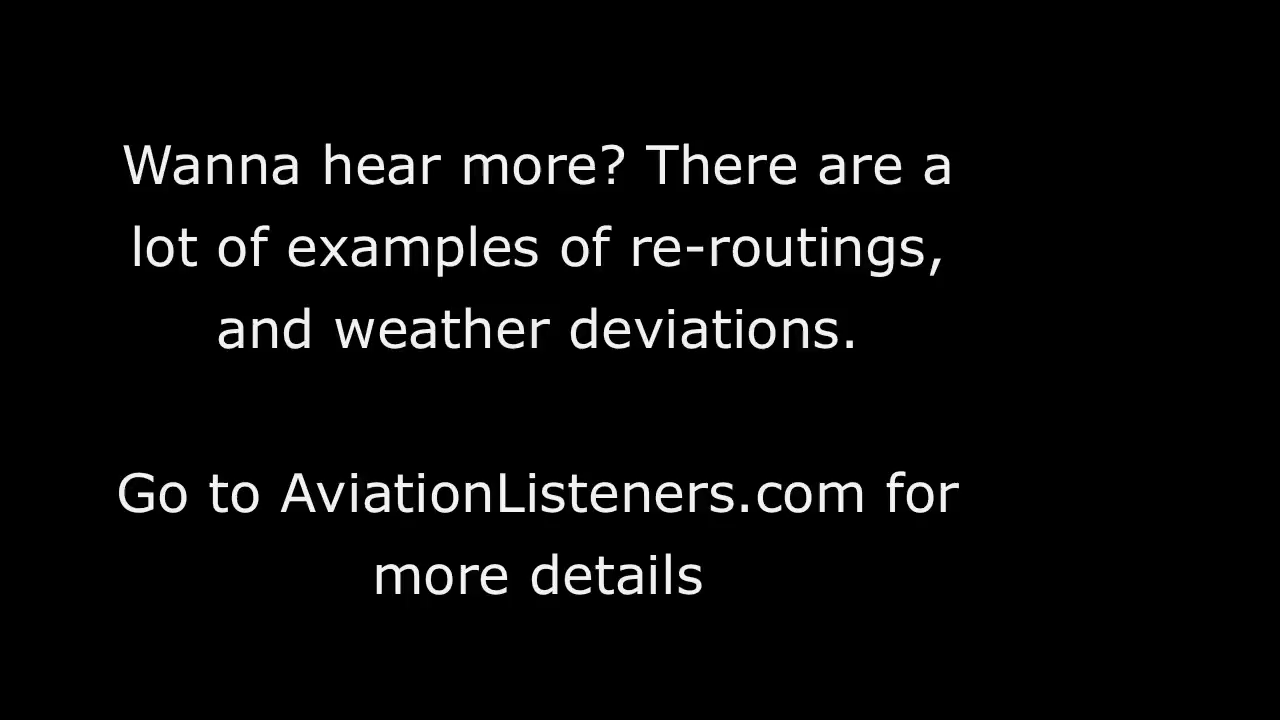 Wanna hear more? There are a
lot of examples of re-routings,
and weather deviations.
Go to AviationListeners.com for
more details